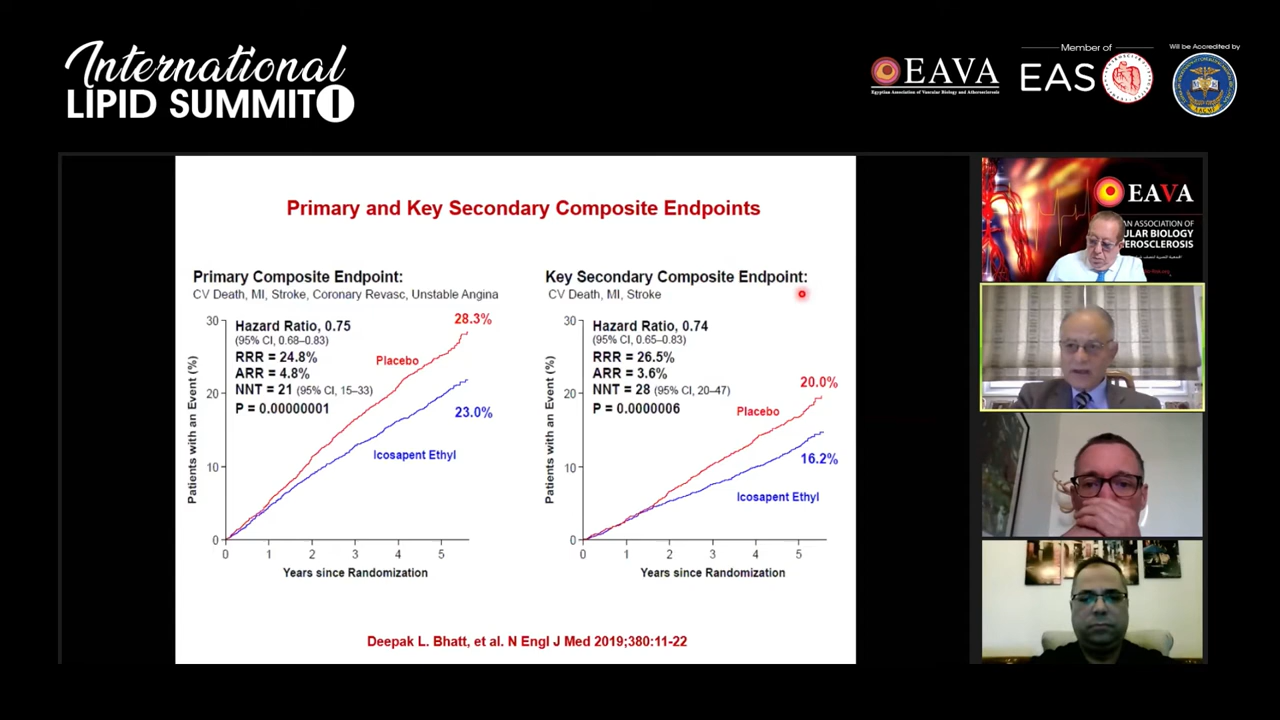 International
LIPID SUMMIT
EAVA
Egyptian Association of Vascular Biology and Atherosclerosis
Member of
EAS
Will be Accredited by
Primary and Key Secondary Composite Endpoints
Primary Composite Endpoint:
CV Death, MI, Stroke, Coronary Revasc, Unstable Angina
30
20
10
0
Patients with an Event (%)
Hazard Ratio, 0.75
(95% CI, 0.68–0.83)
RRR = 24.8%
ARR = 4.8%
NNT = 21 (95% CI, 15–33)
P = 0.00000001
28.3%
Placebo
23.0%
Icosapent Ethyl
0 1 2 3 4 5
Years since Randomization
Key Secondary Composite Endpoint:
CV Death, MI, Stroke
30
20
10
0
Patients with an Event (%)
Hazard Ratio, 0.74
(95% CI, 0.65–0.83)
RRR = 26.5%
ARR = 3.6%
NNT = 28 (95% CI, 20–47)
P = 0.0000006
20.0%
Placebo
16.2%
Icosapent Ethyl
0 1 2 3 4 5
Years since Randomization
Deepak L. Bhatt, et al. N Engl J Med 2019;380:11-22
EAVA
AN ASSOCIATION OF
ULAR BIOLOGY